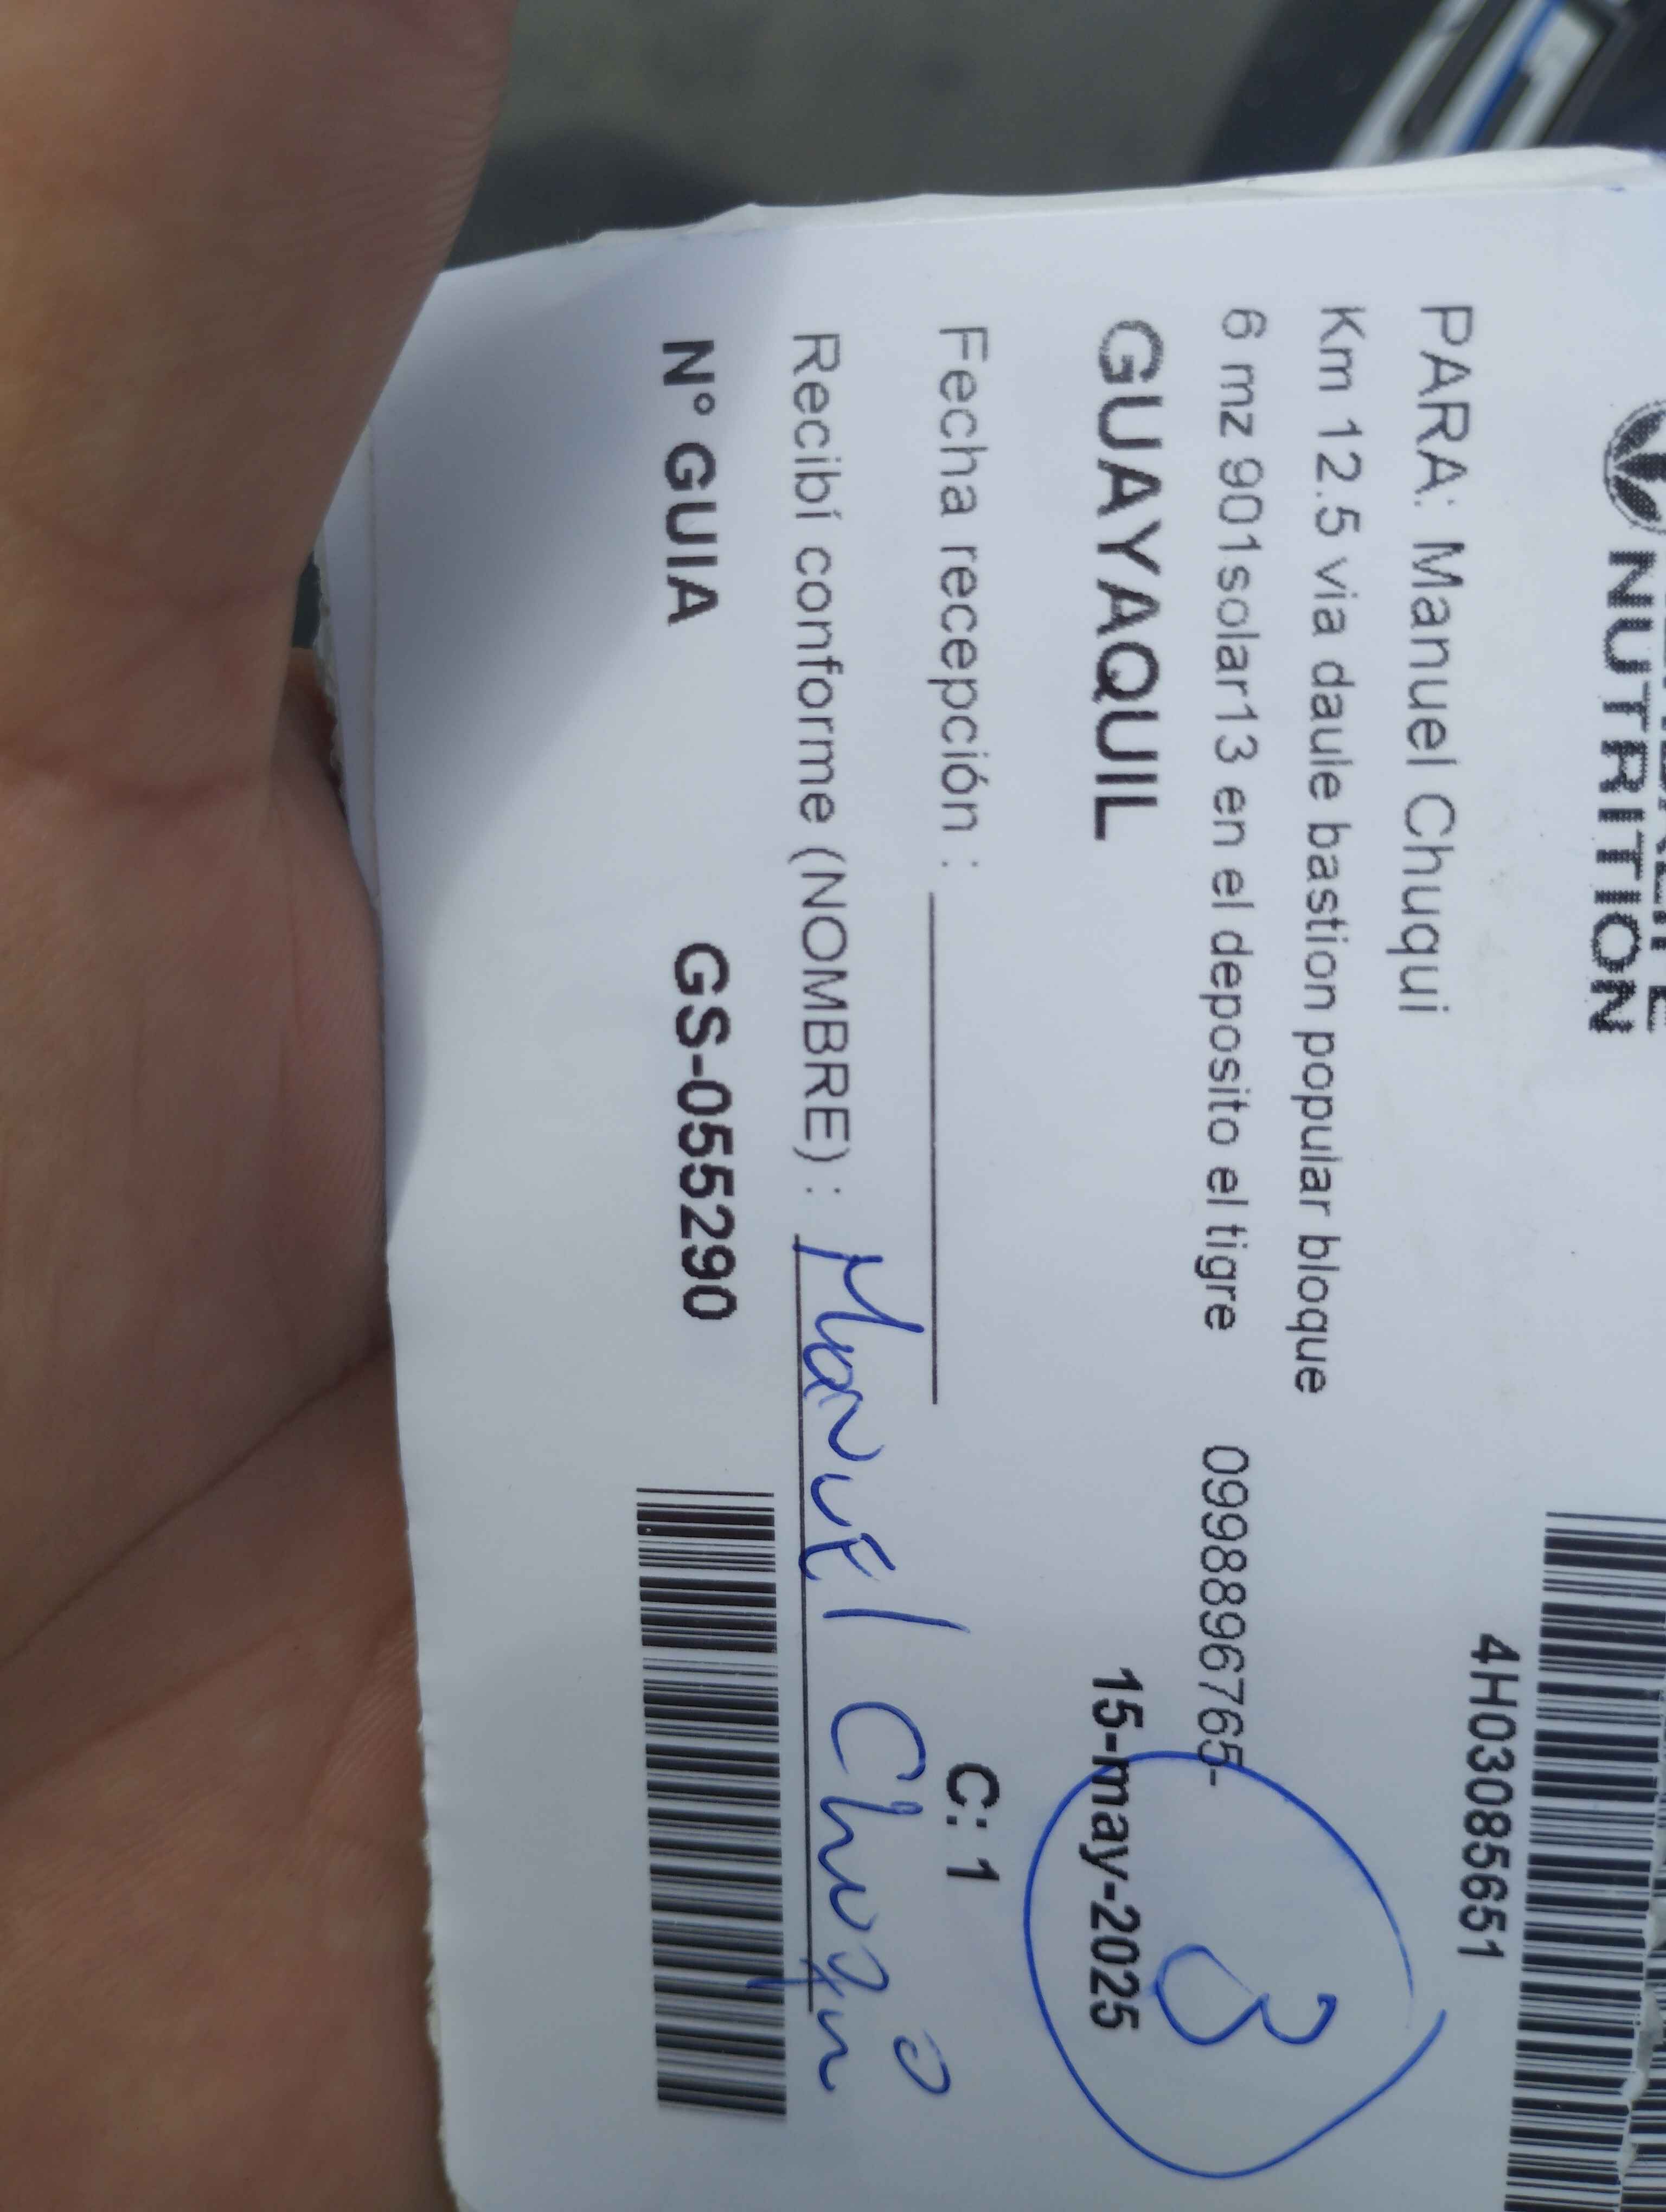 NUTRITION
4H03085651
PARA: Manuel Chuqui
Km 12.5 via daule bastion popular bloque
6 mz 901solar13 en el deposito el tigre 0998896765-
3
GUAYAQUIL 15-may-2025
Fecha recepción : C: 1
Recibí conforme (NOMBRE) : Manuel Chuqui
N° GUIA GS-055290